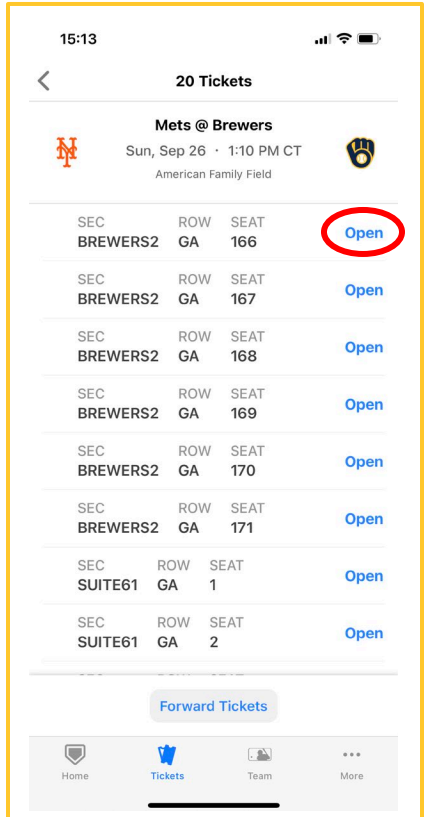 15:13
20 Tickets
Mets @ Brewers
Sun, Sep 26 · 1:10 PM CT
American Family Field
SEC ROW SEAT
BREWERS2 GA 166 Open
SEC ROW SEAT
BREWERS2 GA 167 Open
SEC ROW SEAT
BREWERS2 GA 168 Open
SEC ROW SEAT
BREWERS2 GA 169 Open
SEC ROW SEAT
BREWERS2 GA 170 Open
SEC ROW SEAT
BREWERS2 GA 171 Open
SEC ROW SEAT
SUITE61 GA 1 Open
SEC ROW SEAT
SUITE61 GA 2 Open
Forward Tickets
Home Tickets Team More